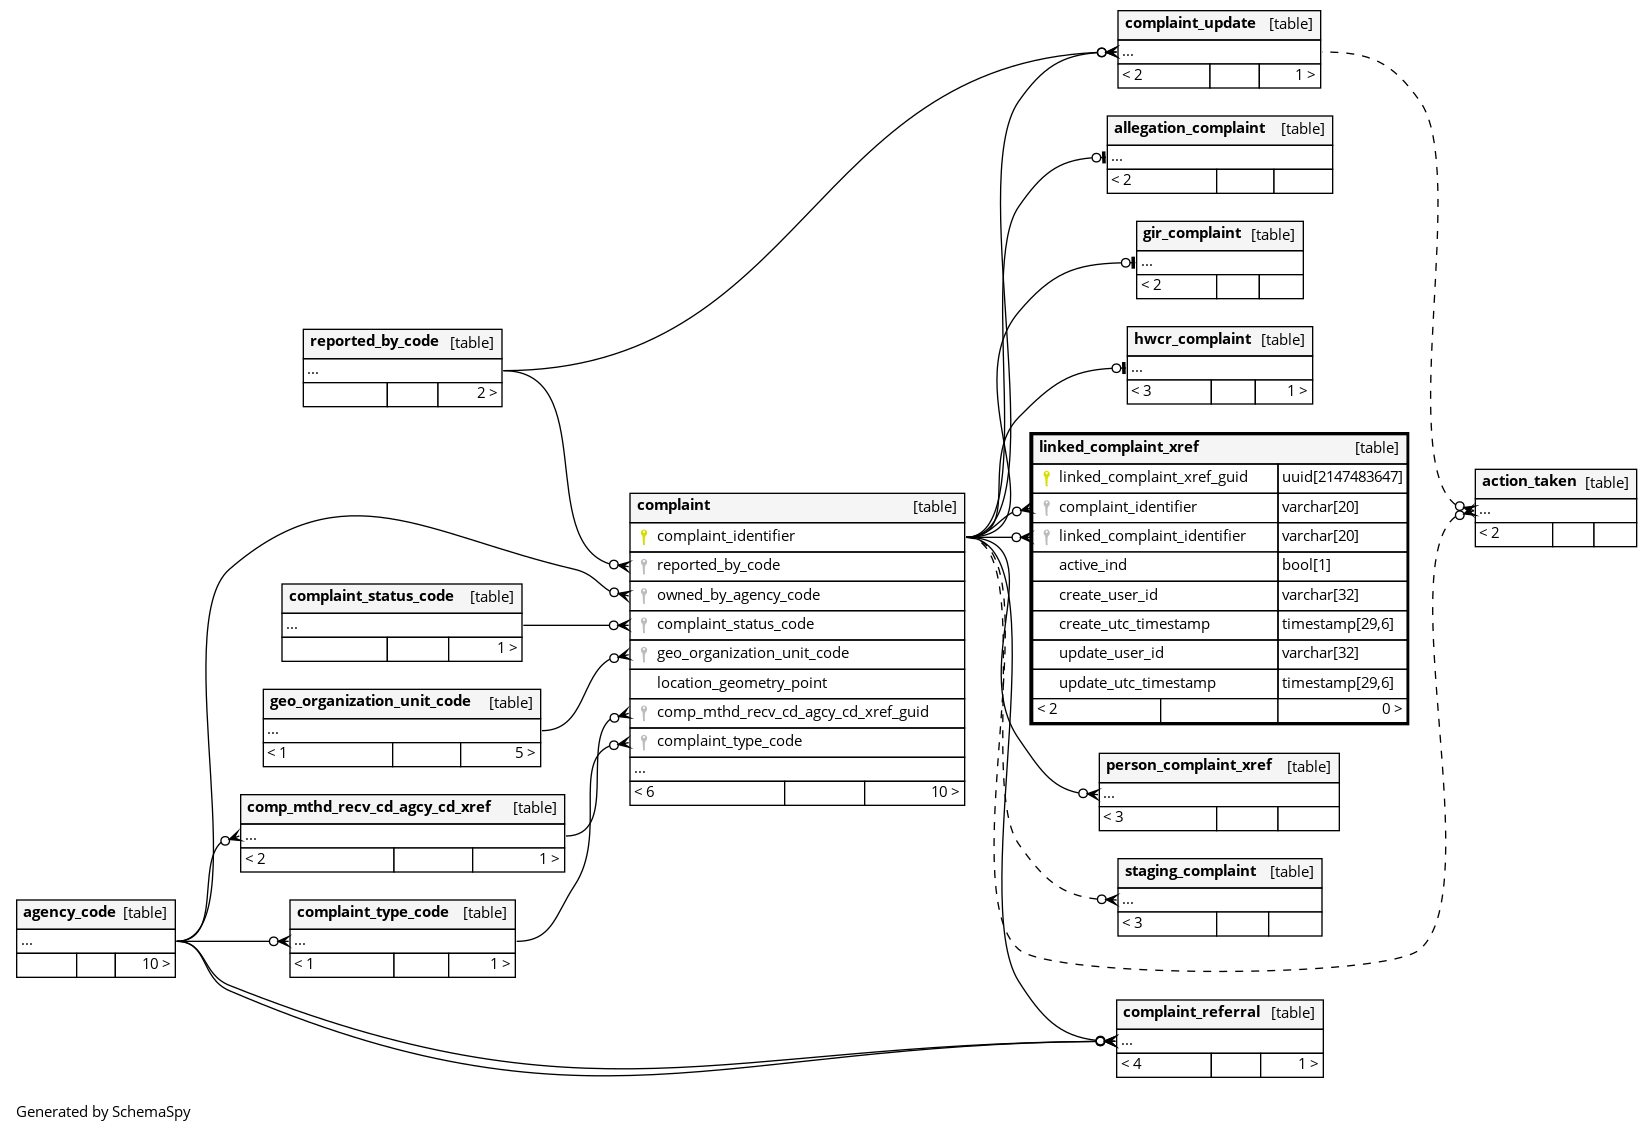 complaint_update [table]
...
< 2 1 >
allegation_complaint [table]
...
< 2
gir_complaint [table]
...
< 2
reported_by_code [table]
...
2 >
hwcr_complaint [table]
...
< 3 1 >
linked_complaint_xref [table]
linked_complaint_xref_guid uuid[2147483647]
complaint_identifier varchar[20]
linked_complaint_identifier varchar[20]
active_ind bool[1]
create_user_id varchar[32]
create_utc_timestamp timestamp[29,6]
update_user_id varchar[32]
update_utc_timestamp timestamp[29,6]
< 2 0 >
action_taken [table]
...
< 2
complaint [table]
complaint_identifier
reported_by_code
owned_by_agency_code
complaint_status_code
geo_organization_unit_code
location_geometry_point
comp_mthd_recv_cd_agcy_cd_xref_guid
complaint_type_code
...
< 6 10 >
complaint_status_code [table]
...
1 >
geo_organization_unit_code [table]
...
< 1 5 >
comp_mthd_recv_cd_agcy_cd_xref [table]
...
< 2 1 >
person_complaint_xref [table]
...
< 3
staging_complaint [table]
...
< 3
agency_code [table]
...
10 >
complaint_type_code [table]
...
< 1 1 >
complaint_referral [table]
...
< 4 1 >
Generated by SchemaSpy